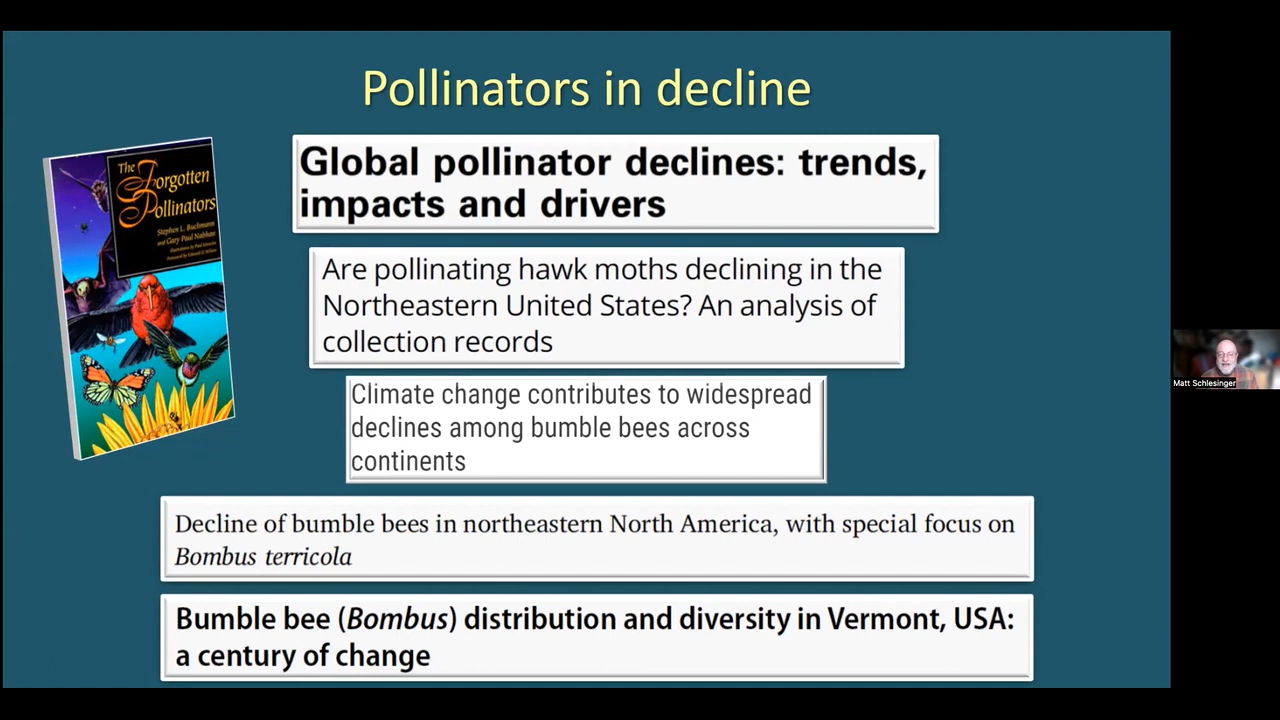 Pollinators in decline
The
Forgotten
Pollinators
Stephen L. Buchmann
and Gary Paul Nabhan
Global pollinator declines: trends,
impacts and drivers
Are pollinating hawk moths declining in the
Northeastern United States? An analysis of
collection records
Climate change contributes to widespread
declines among bumble bees across
continents
Decline of bumble bees in northeastern North America, with special focus on
Bombus terricola
Bumble bee (Bombus) distribution and diversity in Vermont, USA:
a century of change
Matt Schlesinger